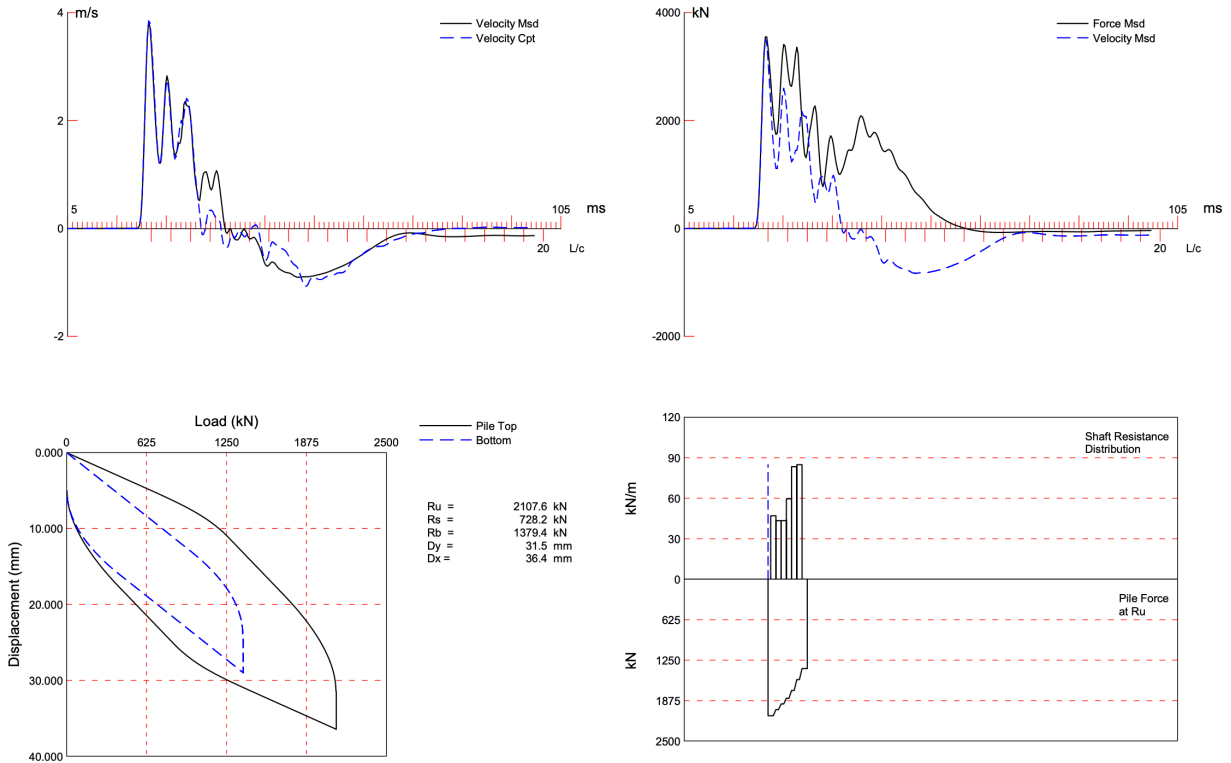 4
m/s
Velocity Msd
Velocity Cpt
2
5
105
ms
0
20
L/c
-2
4000
kN
Force Msd
Velocity Msd
2000
5
105
ms
0
20
L/c
-2000
Load (kN)
0
625
1250
1875
2500
Pile Top
Bottom
0.000
10.000
20.000
30.000
40.000
Displacement (mm)
Ru = 2107.6 kN
Rs = 728.2 kN
Rb = 1379.4 kN
Dy = 31.5 mm
Dx = 36.4 mm
120
90
60
30
0
kN/m
Shaft Resistance
Distribution
Pile Force
at Ru
625
1250
1875
2500
kN